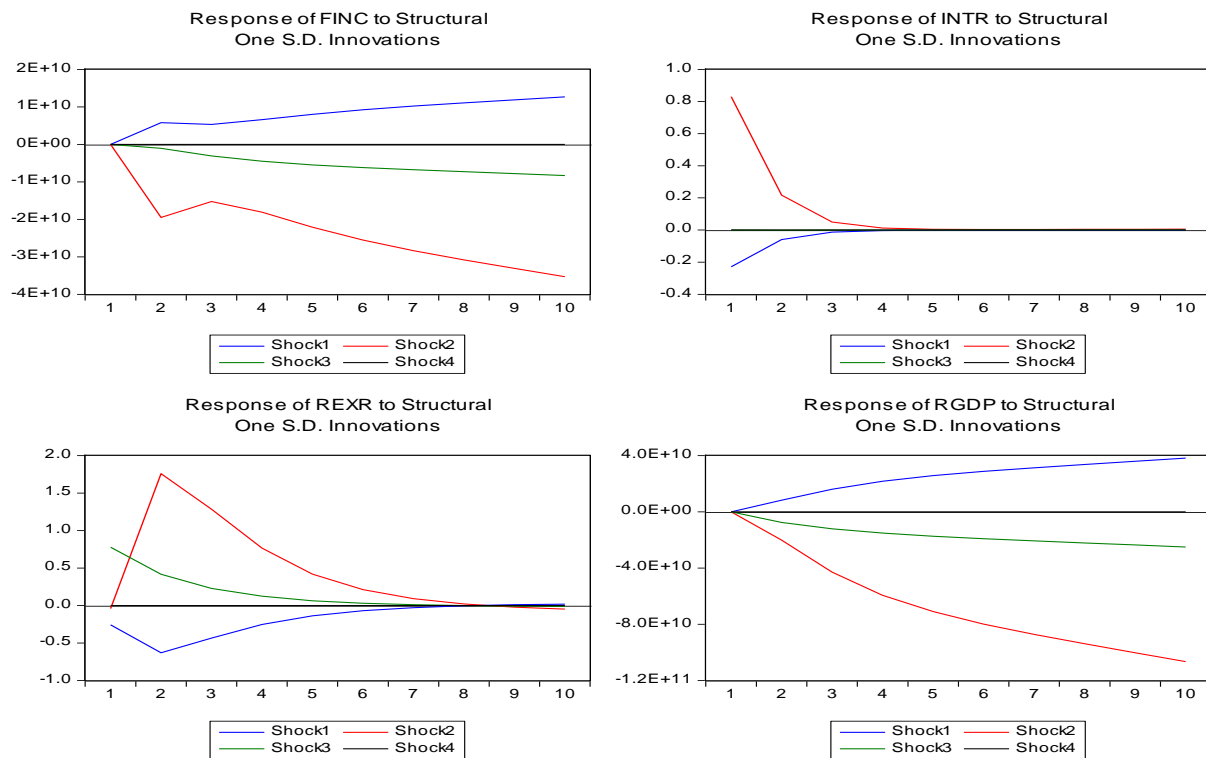 Response of FINC to Structural
One S.D. Innovations
2E+10
1E+10
0E+00
-1E+10
-2E+10
-3E+10
-4E+10
1 2 3 4 5 6 7 8 9 10
Shock1 Shock2
Shock3 Shock4
Response of INTR to Structural
One S.D. Innovations
1.0
0.8
0.6
0.4
0.2
0.0
-0.2
-0.4
1 2 3 4 5 6 7 8 9 10
Shock1 Shock2
Shock3 Shock4
Response of REXR to Structural
One S.D. Innovations
2.0
1.5
1.0
0.5
0.0
-0.5
-1.0
1 2 3 4 5 6 7 8 9 10
Shock1 Shock2
Shock3 Shock4
Response of RGDP to Structural
One S.D. Innovations
4.0E+10
0.0E+00
-4.0E+10
-8.0E+10
-1.2E+11
1 2 3 4 5 6 7 8 9 10
Shock1 Shock2
Shock3 Shock4